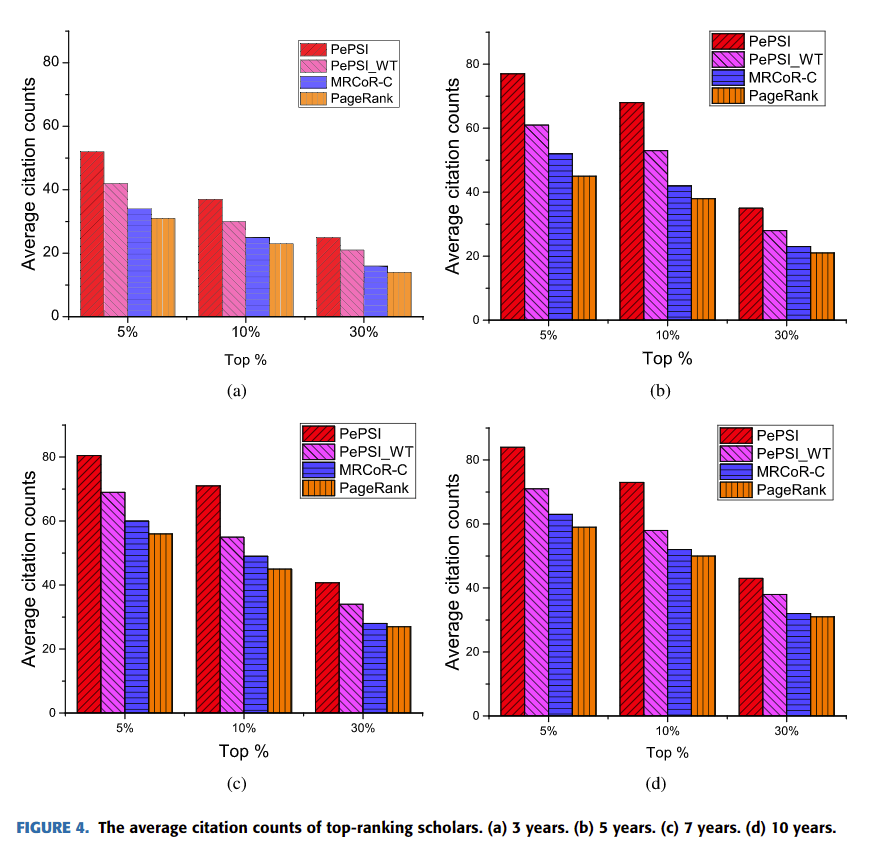 PePSI
PePSI_WT
MRCoR-C
PageRank
Average citation counts
80
60
40
20
0
5%
10%
30%
Top %
(a)
PePSI
PePSI_WT
MRCoR-C
PageRank
Average citation counts
80
60
40
20
0
5%
10%
30%
Top %
(b)
PePSI
PePSI_WT
MRCoR-C
PageRank
Average citation counts
80
60
40
20
0
5%
10%
30%
Top %
(c)
PePSI
PePSI_WT
MRCoR-C
PageRank
Average citation counts
80
60
40
20
0
5%
10%
30%
Top %
(d)
FIGURE 4. The average citation counts of top-ranking scholars. (a) 3 years. (b) 5 years. (c) 7 years. (d) 10 years.